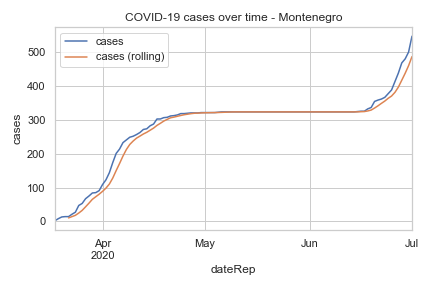 COVID-19 cases over time - Montenegro
cases
cases (rolling)
500
400
300
200
100
0
cases
Apr
2020
May
Jun
Jul
dateRep